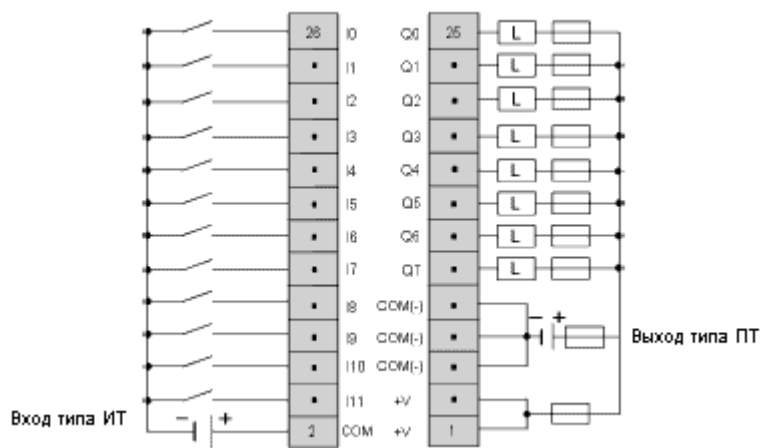 26 I0 Q0 25 L
I1 Q1 L
I2 Q2 L
I3 Q3 L
I4 Q4 L
I5 Q5 L
I6 Q6 L
I7 QT L
I8 COM(-)
− +
I9 COM(-) Выход типа ПТ
I10 COM(-)
I11 +V
Вход типа ИТ − +
2 COM +V 1